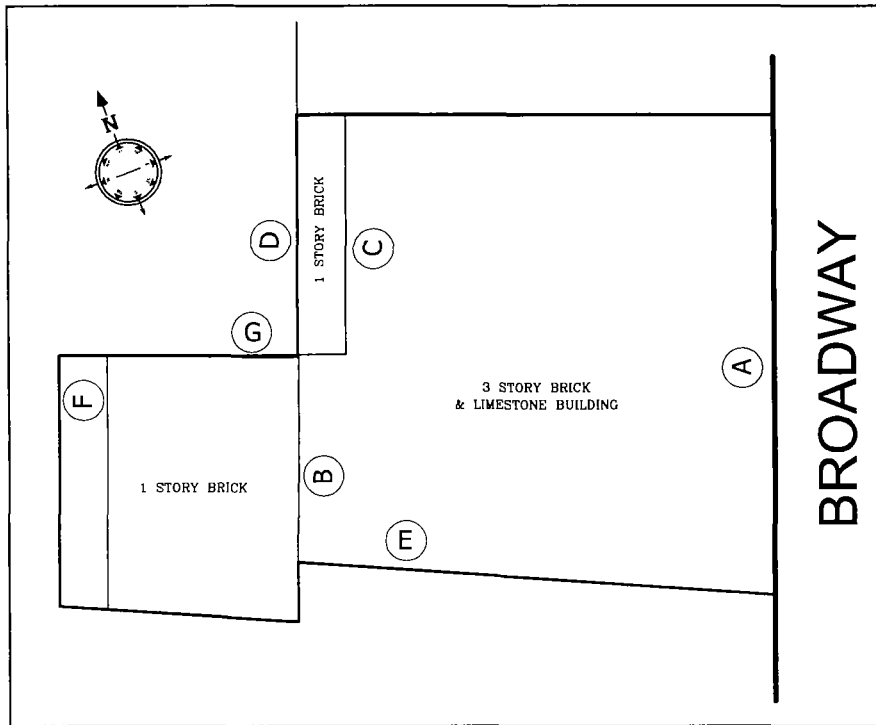 N
D
1 STORY BRICK
C
G
F
A
3 STORY BRICK
& LIMESTONE BUILDING
1 STORY BRICK
B
E
BROADWAY